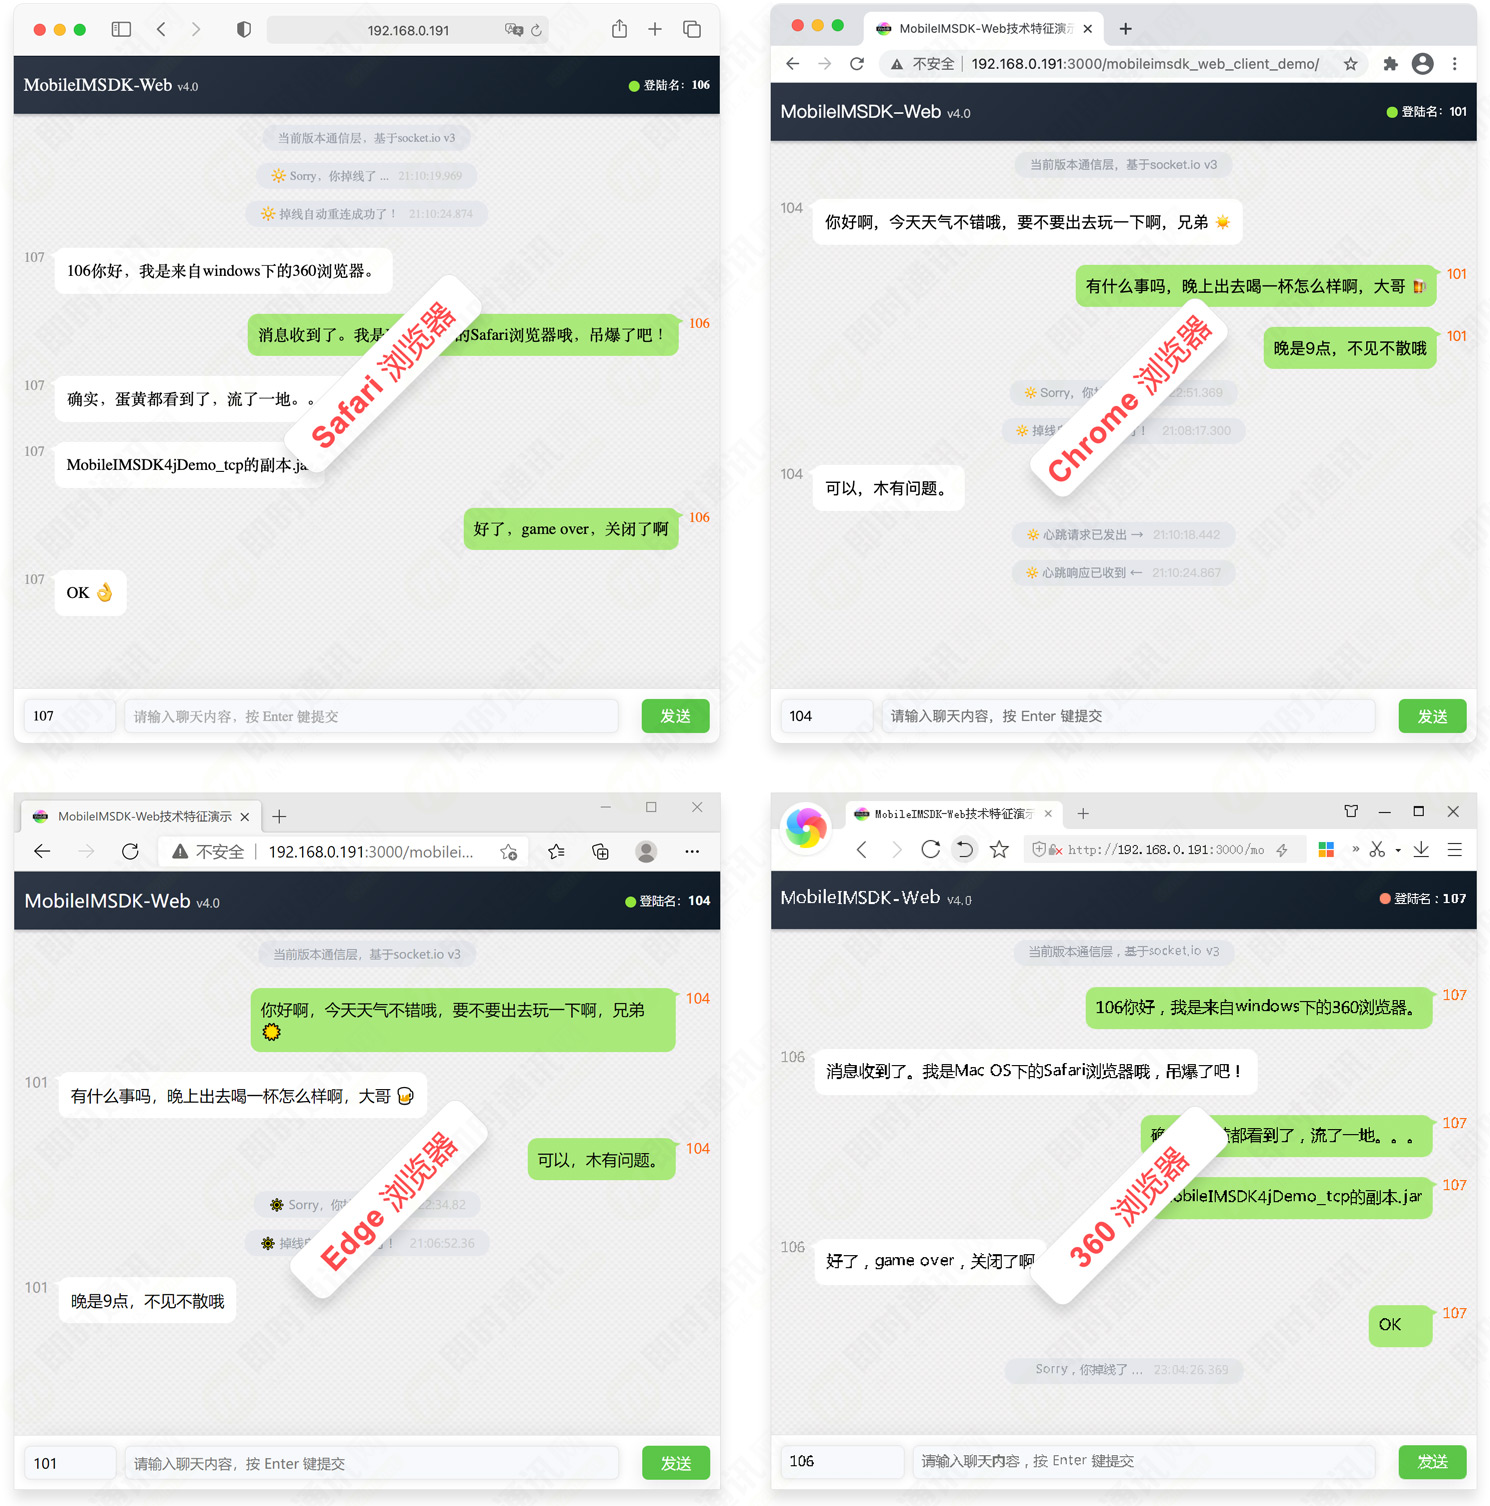 192.168.0.191
MobileIMSDK-Web v4.0
登陆名：106
当前版本通信层，基于socket.io v3
Sorry，你掉线了 ... 21:10:19.969
掉线自动重连成功了！ 21:10:24.874
107
106你好，我是来自windows下的360浏览器。
106
消息收到了。我是 的Safari浏览器哦，吊爆了吧！
107
确实，蛋黄都看到了，流了一地。。
107
MobileIMSDK4jDemo_tcp的副本.ja
106
好了，game over，关闭了啊
107
OK 👌
Safari 浏览器
107
请输入聊天内容，按 Enter 键提交
发送
MobileIMSDK-Web技术特征演示
不安全 192.168.0.191:3000/mobileimsdk_web_client_demo/
MobileIMSDK-Web v4.0
登陆名：101
当前版本通信层，基于socket.io v3
104
你好啊，今天天气不错哦，要不要出去玩一下啊，兄弟 ☀️
101
有什么事吗，晚上出去喝一杯怎么样啊，大哥 🍺
101
晚是9点，不见不散哦
Sorry，你 22:51.369
掉线 ！ 21:08:17.300
104
可以，木有问题。
心跳请求已发出 → 21:10:18.442
心跳响应已收到 ← 21:10:24.867
Chrome 浏览器
104
请输入聊天内容，按 Enter 键提交
发送
MobileIMSDK-Web技术特征演示
不安全 192.168.0.191:3000/mobilei...
MobileIMSDK-Web v4.0
登陆名：104
当前版本通信层，基于socket.io v3
104
你好啊，今天天气不错哦，要不要出去玩一下啊，兄弟
☀️
101
有什么事吗，晚上出去喝一杯怎么样啊，大哥 🍺
104
可以，木有问题。
Sorry，你 22:34.82
掉线 ！ 21:06:52.36
101
晚是9点，不见不散哦
Edge 浏览器
101
请输入聊天内容，按 Enter 键提交
发送
MobileIMSDK-Web技术特征演示
http://192.168.0.191:3000/mo
MobileIMSDK-Web v4.0
登陆名：107
当前版本通信层，基于socket.io v3
107
106你好，我是来自windows下的360浏览器。
106
消息收到了。我是Mac OS下的Safari浏览器哦，吊爆了吧！
107
都看到了，流了一地。。。
107
obileIMSDK4jDemo_tcp的副本.jar
106
好了，game over，关闭了啊
107
OK
Sorry，你掉线了 ... 23:04:26.369
360 浏览器
106
请输入聊天内容，按 Enter 键提交
发送